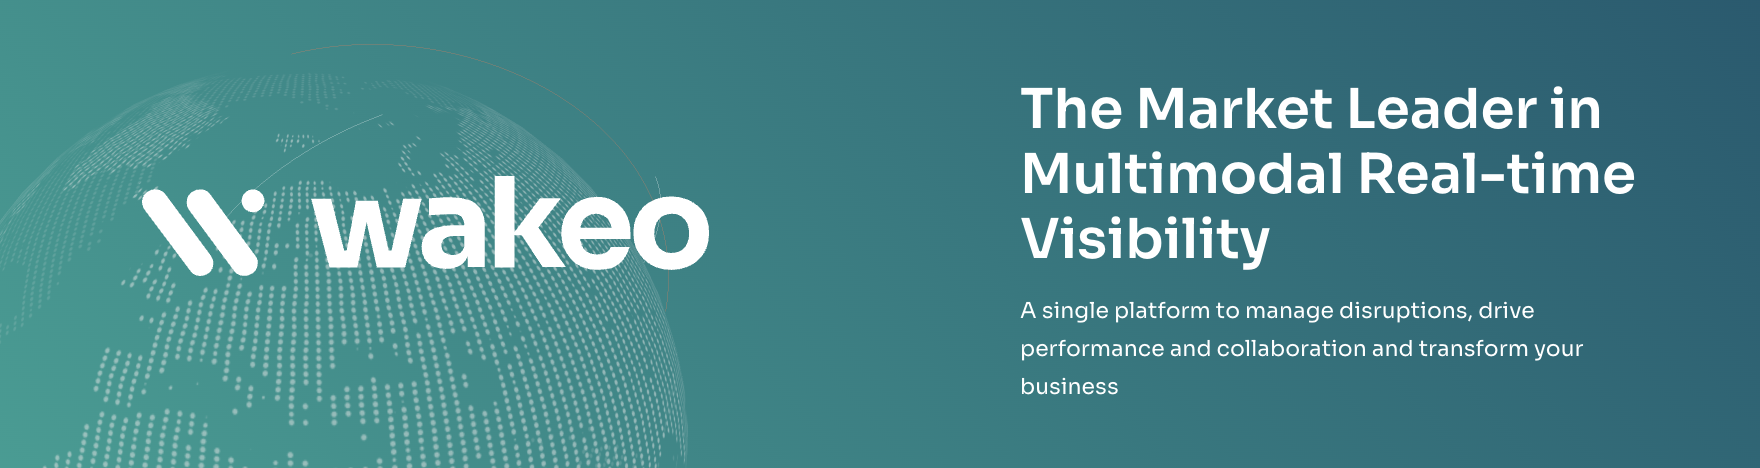 wakeo
The Market Leader in
Multimodal Real-time
Visibility
A single platform to manage disruptions, drive
performance and collaboration and transform your
business